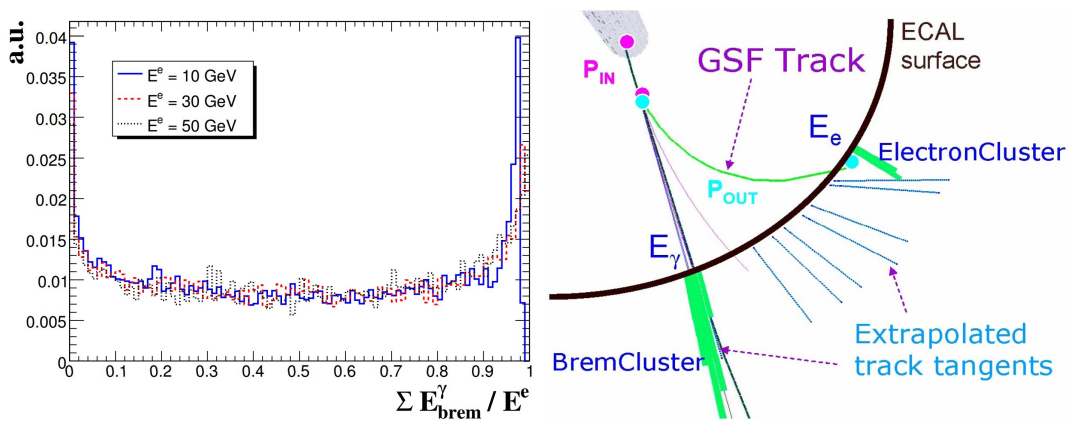 a.u.
0.04
0.035
0.03
0.025
0.02
0.015
0.01
0.005
0
E^e = 10 GeV
E^e = 30 GeV
E^e = 50 GeV
0 0.1 0.2 0.3 0.4 0.5 0.6 0.7 0.8 0.9 1
Σ E^γ_brem / E^e
ECAL
surface
GSF Track
P_IN
E_e
ElectronCluster
P_OUT
E_γ
BremCluster
Extrapolated
track tangents